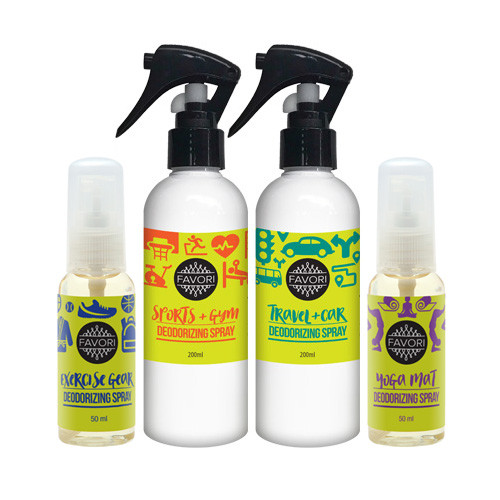 FAVORI
EXERCISE GEAR
DEODORIZING SPRAY
50 ml
FAVORI
SPORTS + GYM
DEODORIZING SPRAY
200ml
FAVORI
TRAVEL + CAR
DEODORIZING SPRAY
200ml
FAVORI
YOGA MAT
DEODORIZING SPRAY
50 ml